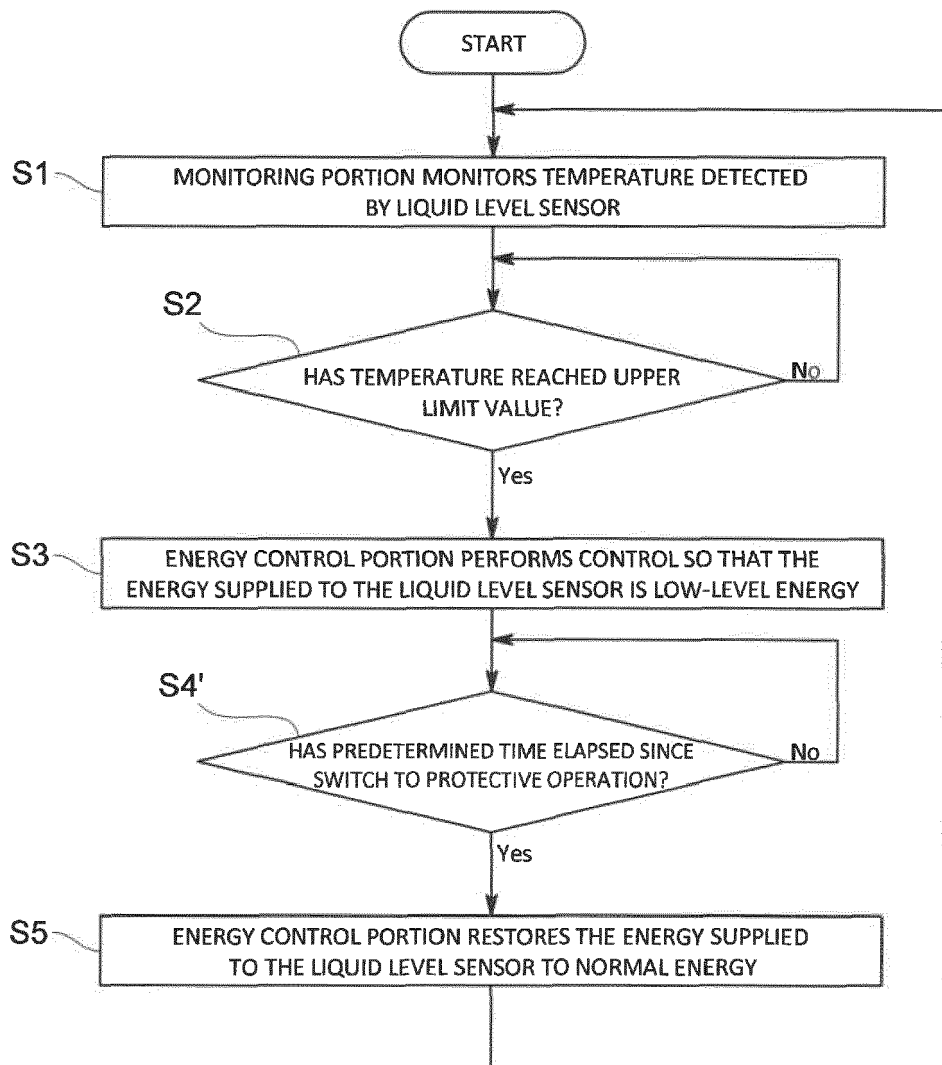 START
S1
MONITORING PORTION MONITORS TEMPERATURE DETECTED
BY LIQUID LEVEL SENSOR
S2
HAS TEMPERATURE REACHED UPPER
LIMIT VALUE?
No
Yes
S3
ENERGY CONTROL PORTION PERFORMS CONTROL SO THAT THE
ENERGY SUPPLIED TO THE LIQUID LEVEL SENSOR IS LOW-LEVEL ENERGY
S4'
HAS PREDETERMINED TIME ELAPSED SINCE
SWITCH TO PROTECTIVE OPERATION?
No
Yes
S5
ENERGY CONTROL PORTION RESTORES THE ENERGY SUPPLIED
TO THE LIQUID LEVEL SENSOR TO NORMAL ENERGY